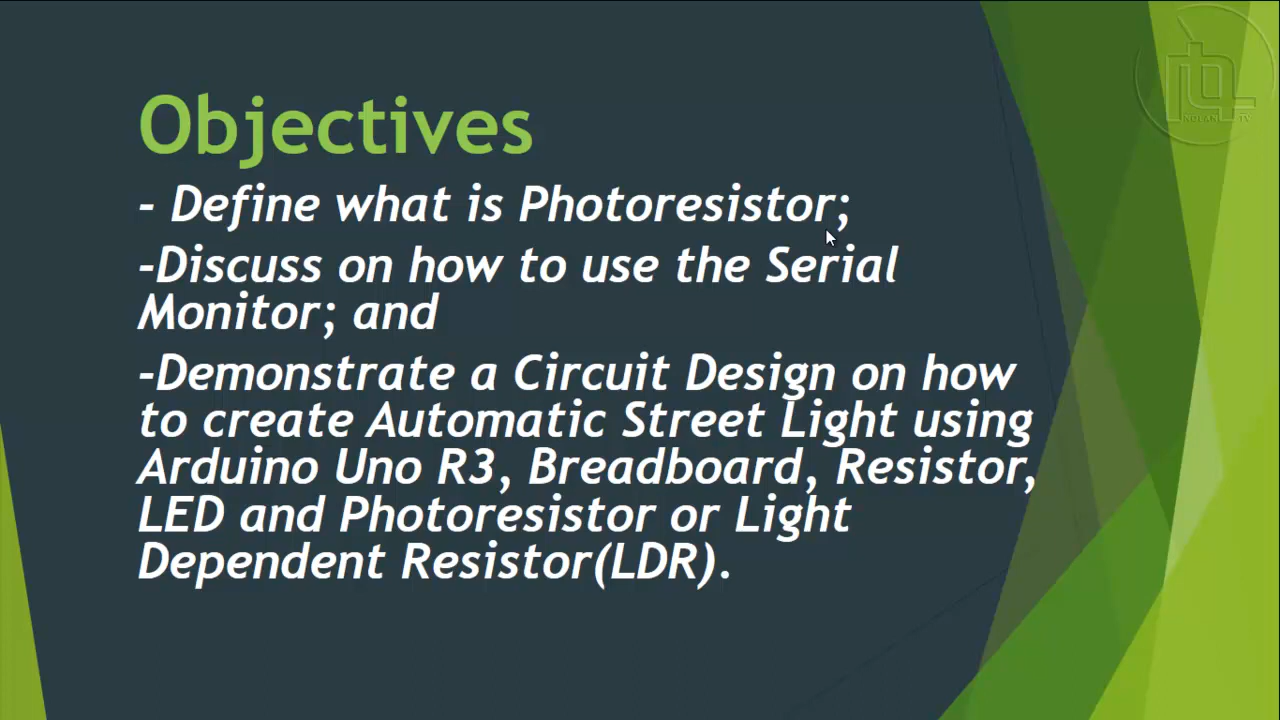 Objectives
- Define what is Photoresistor;
-Discuss on how to use the Serial
Monitor; and
-Demonstrate a Circuit Design on how
to create Automatic Street Light using
Arduino Uno R3, Breadboard, Resistor,
LED and Photoresistor or Light
Dependent Resistor(LDR).